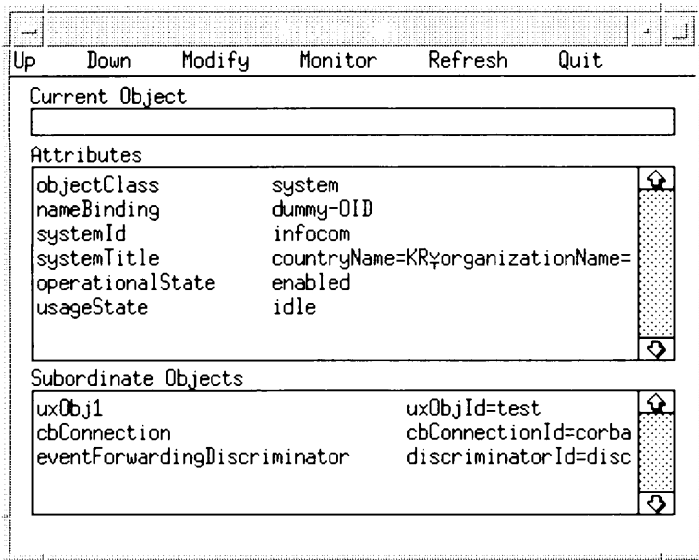 Up Down Modify Monitor Refresh Quit
Current Object
Attributes
objectClass system
nameBinding dummy-OID
systemId infocom
systemTitle countryName=KR¥organizationName=
operationalState enabled
usageState idle
Subordinate Objects
uxObj1 uxObjId=test
cbConnection cbConnectionId=corba
eventForwardingDiscriminator discriminatorId=disc